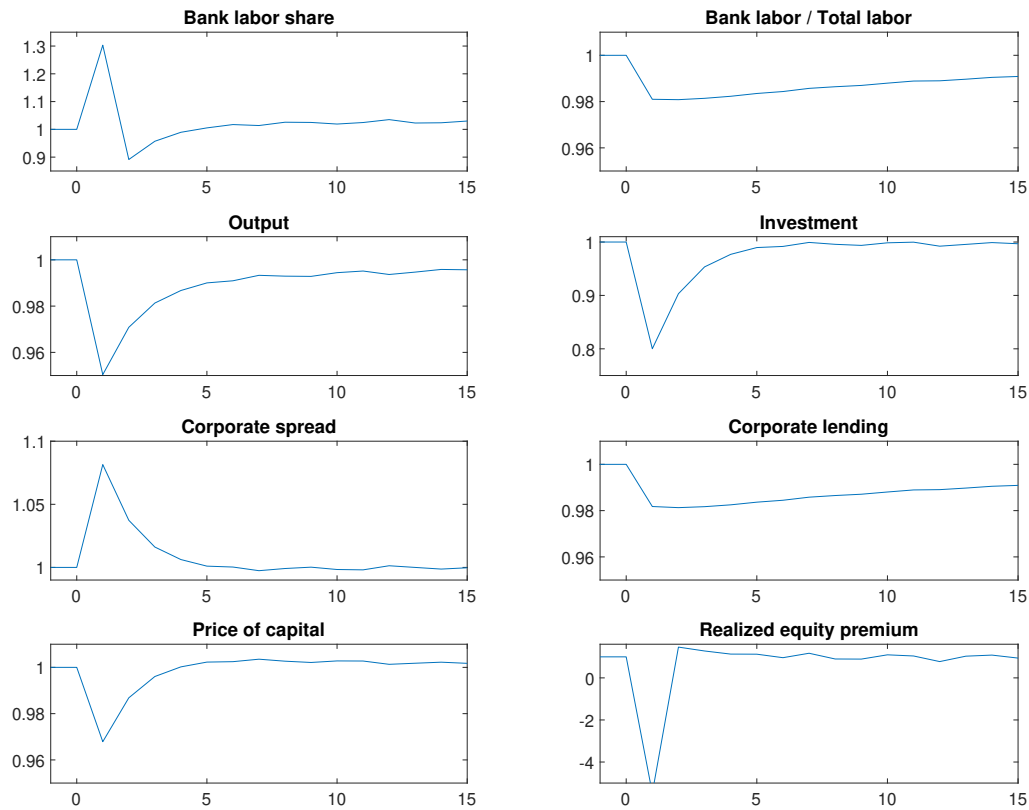 Bank labor share
1.3
1.2
1.1
1
0.9
0 5 10 15
Bank labor / Total labor
1
0.98
0.96
0 5 10 15
Output
1
0.98
0.96
0 5 10 15
Investment
1
0.9
0.8
0 5 10 15
Corporate spread
1.1
1.05
1
0 5 10 15
Corporate lending
1
0.98
0.96
0 5 10 15
Price of capital
1
0.98
0.96
0 5 10 15
Realized equity premium
0
-2
-4
0 5 10 15